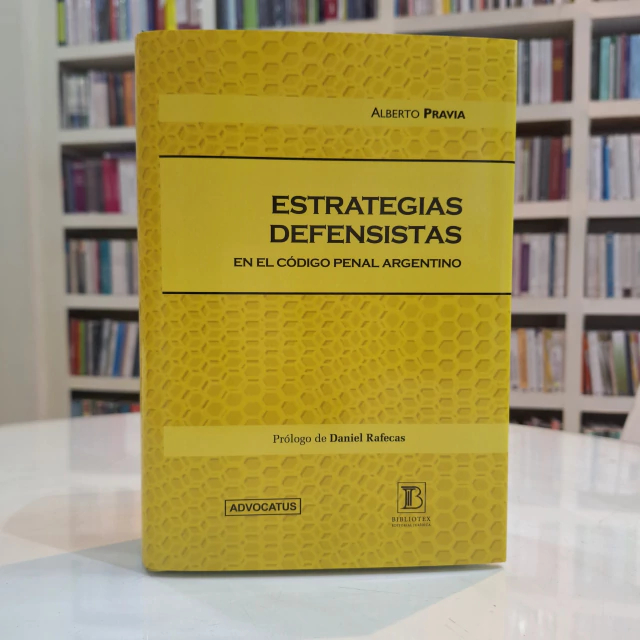 ALBERTO PRAVIA
ESTRATEGIAS
DEFENSISTAS
EN EL CÓDIGO PENAL ARGENTINO
Prólogo de Daniel Rafecas
ADVOCATUS
B
BIBLIOTEX